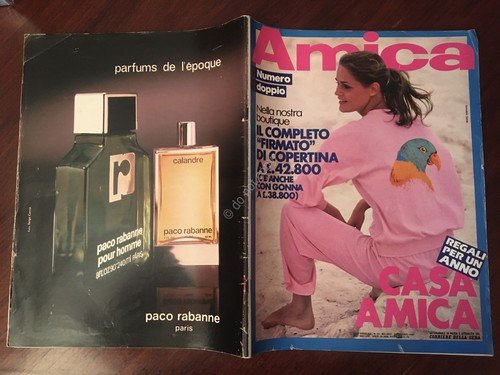 parfums de l'époque
P
calandre
paco rabanne
paco rabanne
pour homme
paco rabanne
paris
Amica
Numero
doppio
Nella nostra
boutique
IL COMPLETO
"FIRMATO"
DI COPERTINA
A £.42.800
(C'È ANCHE
CON GONNA
A £.38.800)
REGALI
PER UN
ANNO
CASA
AMICA
CORRIERE DELLA SERA